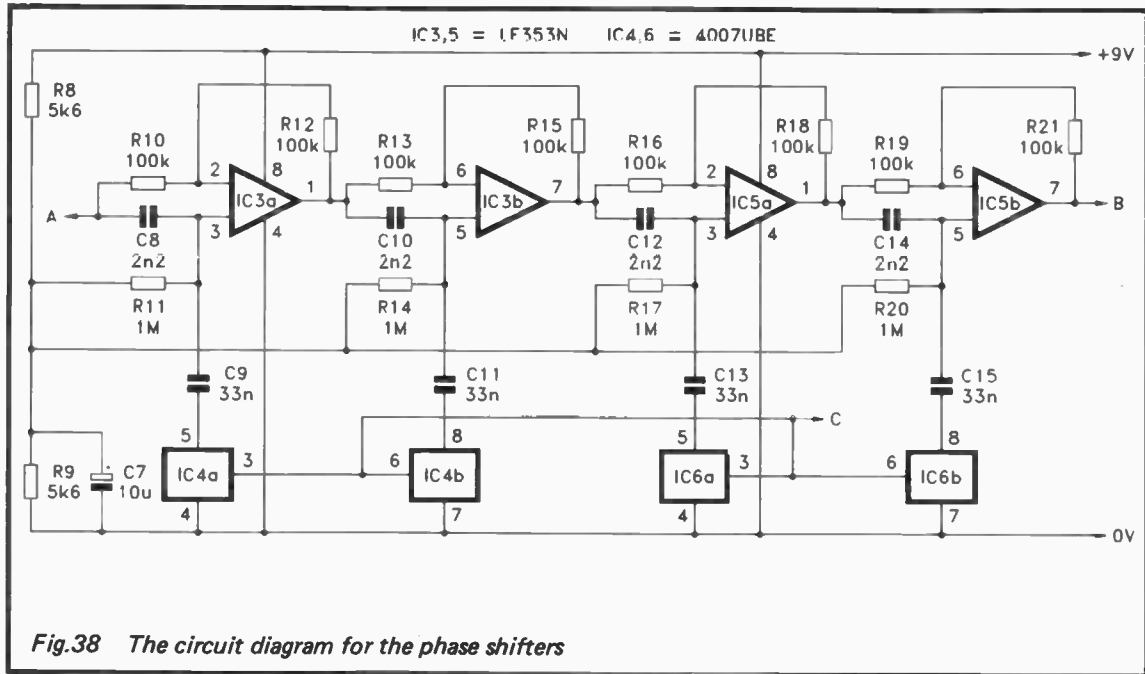 IC3,5 = LF353N IC4,6 = 4007UBE
+9V
R8
5k6
R10
100k
R12
100k
R13
100k
R15
100k
R16
100k
R18
100k
R19
100k
R21
100k
2
8
1
6
7
2
8
1
6
7
A
IC3a
IC3b
IC5a
IC5b
B
3
4
5
3
4
5
C8
2n2
C10
2n2
C12
2n2
C14
2n2
R11
1M
R14
1M
R17
1M
R20
1M
C9
33n
C11
33n
C13
33n
C15
33n
C
5
8
5
8
R9
5k6
C7
10u
+
IC4a
3
6
IC4b
IC6a
3
6
IC6b
4
7
4
7
0V
Fig.38 The circuit diagram for the phase shifters